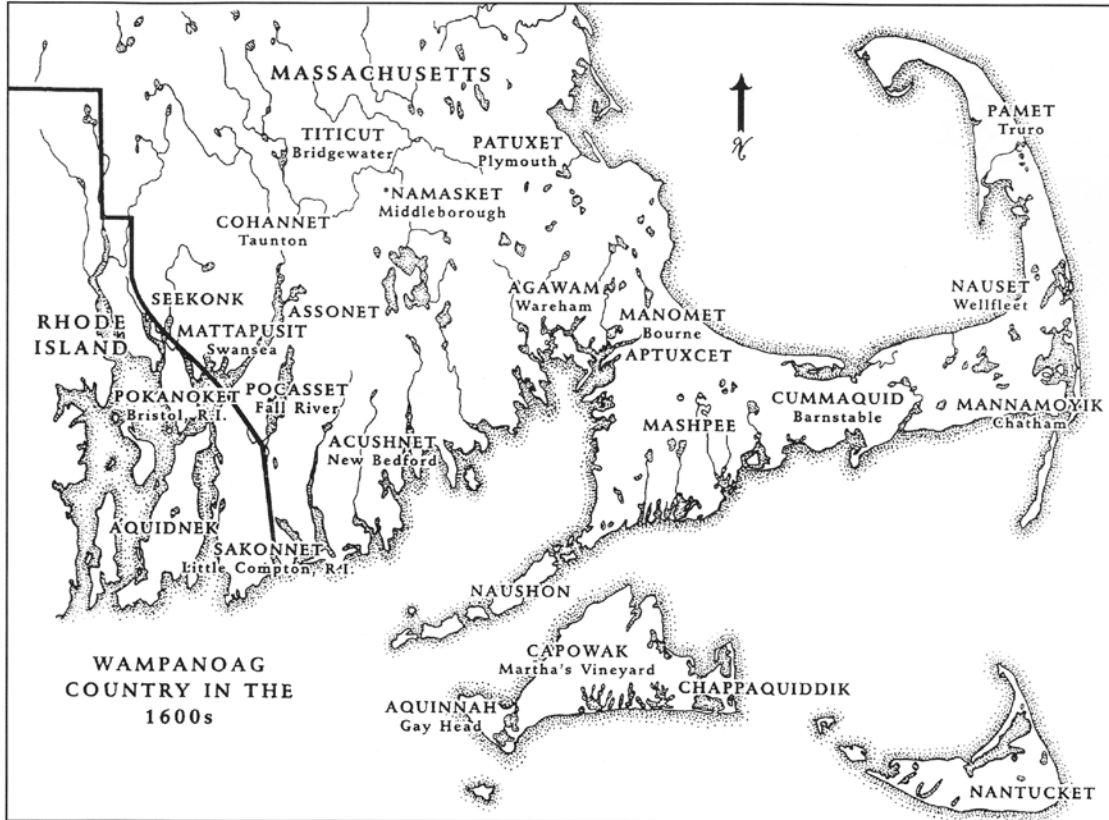 MASSACHUSETTS
TITICUT
Bridgewater
PATUXET
Plymouth
N
PAMET
Truro
*NAMASKET
Middleborough
COHANNET
Taunton
SEEKONK
ASSONET
AGAWAM
Wareham
MANOMET
Bourne
APTUXCET
NAUSET
Wellfleet
RHODE
ISLAND
MATTAPUSIT
Swansea
POKANOKET
Bristol, R.I.
POCASSET
Fall River
ACUSHNET
New Bedford
MASHPEE
CUMMAQUID
Barnstable
MANNAMOYIK
Chatham
AQUIDNEK
SAKONNET
Little Compton, R.I.
NAUSHON
WAMPANOAG
COUNTRY IN THE
1600s
CAPOWAK
Martha's Vineyard
AQUINNAH
Gay Head
CHAPPAQUIDDIK
NANTUCKET